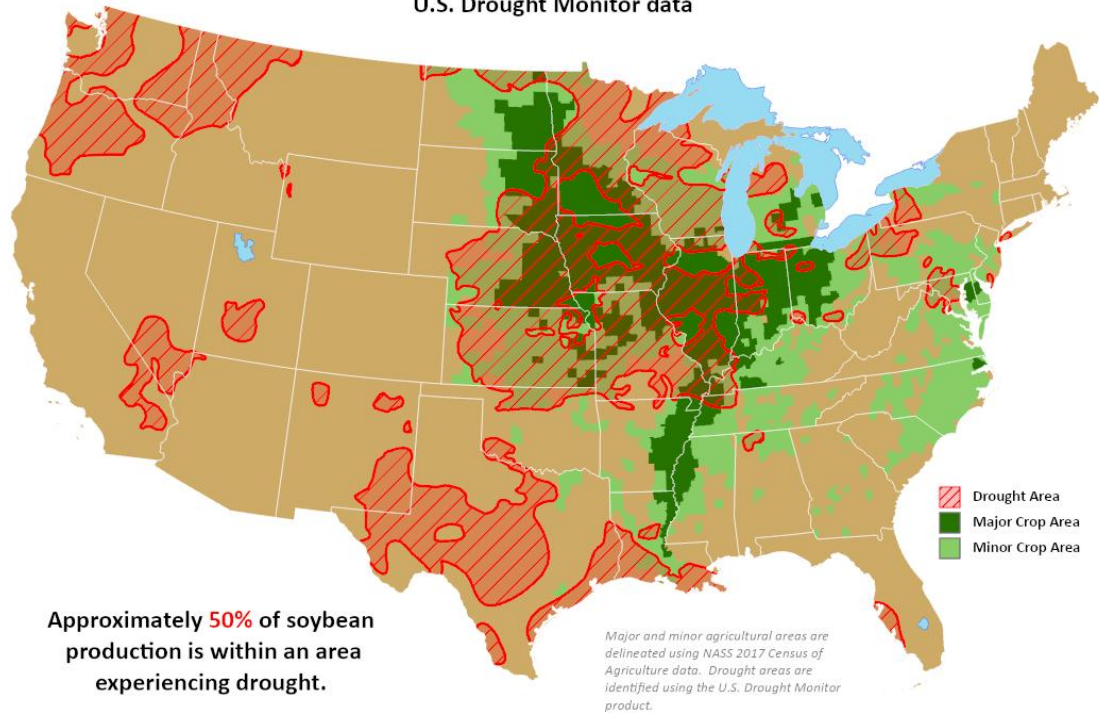 U.S. Drought Monitor data
Drought Area
Major Crop Area
Minor Crop Area
Approximately 50% of soybean
production is within an area
experiencing drought.
Major and minor agricultural areas are
delineated using NASS 2017 Census of
Agriculture data. Drought areas are
identified using the U.S. Drought Monitor
product.